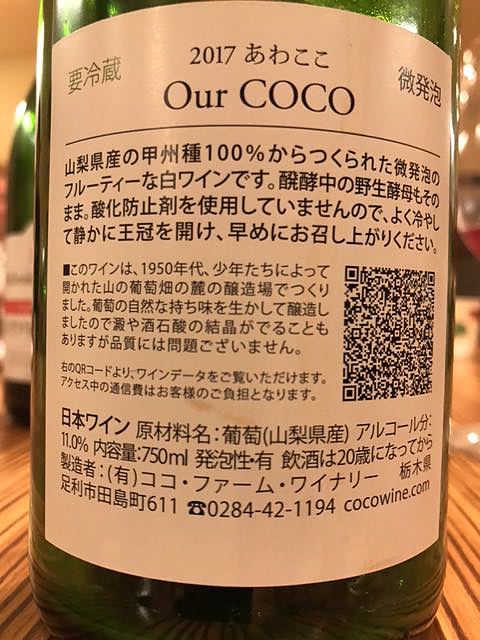 要冷蔵
2017 あわここ
微発泡
Our COCO
山梨県産の甲州種100%からつくられた微発泡の
フルーティーな白ワインです。醗酵中の野生酵母もその
まま。酸化防止剤を使用していませんので、よく冷やし
て静かに王冠を開け、早めにお召し上がりください。
■このワインは、1950年代、少年たちによって
開かれた山の葡萄畑の麓の醸造場でつくり
ました。葡萄の自然な持ち味を生かして醸造し
ましたので澱や酒石酸の結晶がでることも
ありますが品質には問題ございません。
右のQRコードより、ワインデータをご覧いただけます。
アクセス中の通信費はお客様のご負担となります。
日本ワイン 原材料名:葡萄(山梨県産) アルコール分:
11.0% 内容量:750ml 発泡性・有 飲酒は20歳になってから
製造者:(有)ココ・ファーム・ワイナリー 栃木県
足利市田島町611 ☎0284-42-1194 cocowine.com